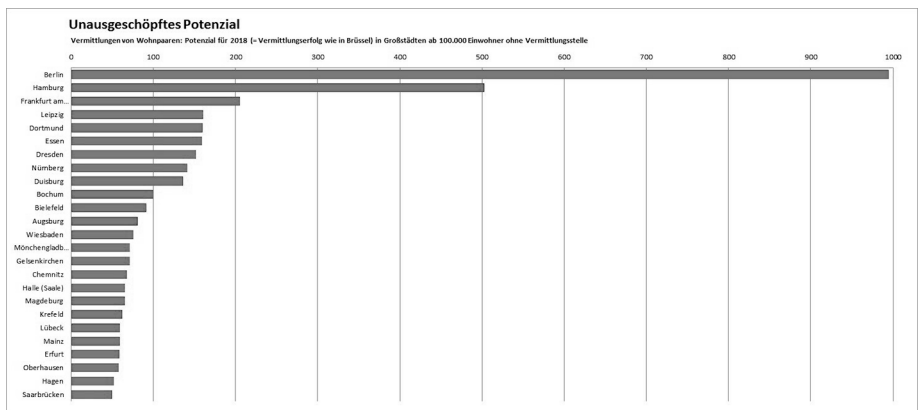 Unausgeschöpftes Potenzial
Vermittlungen von Wohnpaaren: Potenzial für 2018 (= Vermittlungserfolg wie in Brüssel) in Großstädten ab 100.000 Einwohner ohne Vermittlungsstelle
0 100 200 300 400 500 600 700 800 900 1000
Berlin
Hamburg
Frankfurt am...
Leipzig
Dortmund
Essen
Dresden
Nürnberg
Duisburg
Bochum
Bielefeld
Augsburg
Wiesbaden
Mönchengladb...
Gelsenkirchen
Chemnitz
Halle (Saale)
Magdeburg
Krefeld
Lübeck
Mainz
Erfurt
Oberhausen
Hagen
Saarbrücken